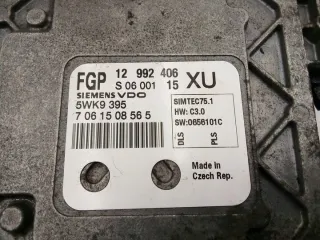 FGP 12 992 406 XU
S 06 001 15
SIEMENS VDO
5WK9 395
7 06 15 08 56 5
SIMTEC75.1
HW: C3.0
SW:0656101C
DLS PLS
Made in
Czech Rep.